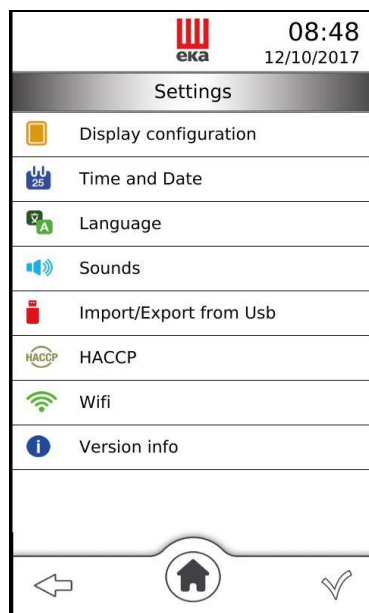 08:48
ека
12/10/2017
Settings
Display configuration
25
Time and Date
A
Language
Sounds
Import/Export from Usb
HACCP
HACCP
Wifi
i
Version info